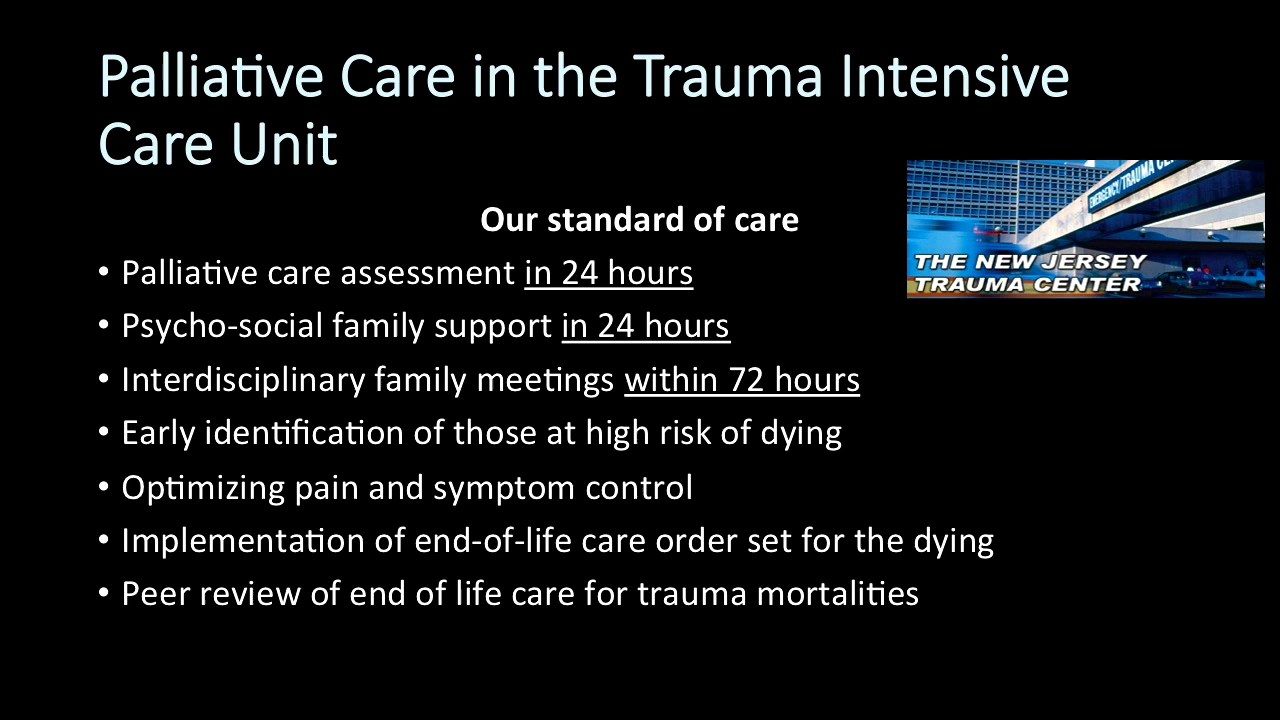 Palliative Care in the Trauma Intensive
Care Unit
Our standard of care
• Palliative care assessment in 24 hours
• Psycho-social family support in 24 hours
• Interdisciplinary family meetings within 72 hours
• Early identification of those at high risk of dying
• Optimizing pain and symptom control
• Implementation of end-of-life care order set for the dying
• Peer review of end of life care for trauma mortalities
EMERGENCY/TRAUMA
THE NEW JERSEY
TRAUMA CENTER